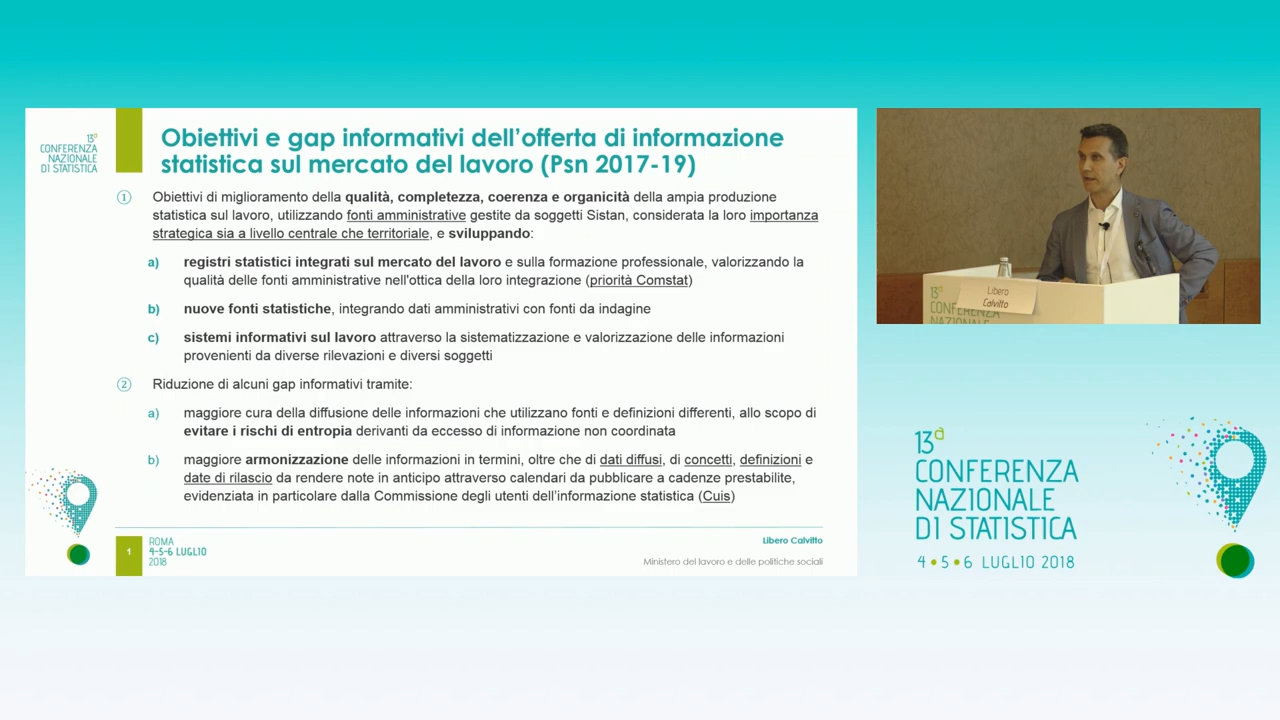 13ª
CONFERENZA
NAZIONALE
DI STATISTICA
Obiettivi e gap informativi dell'offerta di informazione
statistica sul mercato del lavoro (Psn 2017-19)
① Obiettivi di miglioramento della qualità, completezza, coerenza e organicità della ampia produzione
statistica sul lavoro, utilizzando fonti amministrative gestite da soggetti Sistan, considerata la loro importanza
strategica sia a livello centrale che territoriale, e sviluppando:
a) registri statistici integrati sul mercato del lavoro e sulla formazione professionale, valorizzando la
qualità delle fonti amministrative nell'ottica della loro integrazione (priorità Comstat)
b) nuove fonti statistiche, integrando dati amministrativi con fonti da indagine
c) sistemi informativi sul lavoro attraverso la sistematizzazione e valorizzazione delle informazioni
provenienti da diverse rilevazioni e diversi soggetti
② Riduzione di alcuni gap informativi tramite:
a) maggiore cura della diffusione delle informazioni che utilizzano fonti e definizioni differenti, allo scopo di
evitare i rischi di entropia derivanti da eccesso di informazione non coordinata
b) maggiore armonizzazione delle informazioni in termini, oltre che di dati diffusi, di concetti, definizioni e
date di rilascio da rendere note in anticipo attraverso calendari da pubblicare a cadenze prestabilite,
evidenziata in particolare dalla Commissione degli utenti dell'informazione statistica (Cuis)
1
ROMA
4-5-6 LUGLIO
2018
Libero Calvitto
Ministero del lavoro e delle politiche sociali
Libero
Calvitto
13ª
CONFERENZA
NAZIONALE
13ª
CONFERENZA
NAZIONALE
DI STATISTICA
4 • 5 • 6 LUGLIO 2018